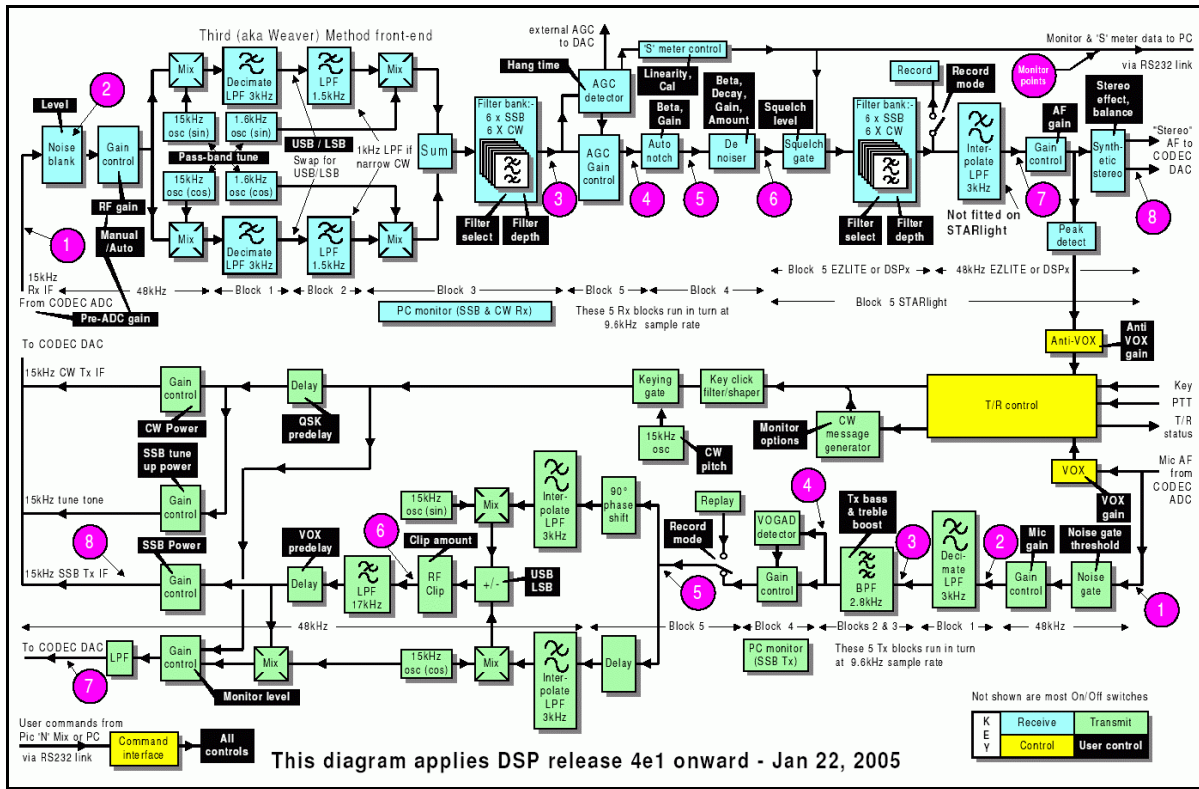 Third (aka Weaver) Method front-end
external AGC
to DAC
'S' meter control
Monitor & 'S' meter data to PC
via RS232 link
Monitor
points
Level
2
Noise
blank
Gain
control
Mix
Decimate
LPF 3kHz
LPF
1.5kHz
Mix
15kHz
osc (sin)
1.6kHz
osc (sin)
Pass-band tune
15kHz
osc (cos)
1.6kHz
osc (cos)
USB / LSB
Swap for
USB/LSB
1kHz LPF if
narrow CW
Mix
Decimate
LPF 3kHz
LPF
1.5kHz
Mix
Sum
RF gain
Manual
/Auto
1
15kHz
Rx IF
From CODEC ADC
Pre-ADC gain
Filter bank:-
6 x SSB
6 X CW
Filter
select
Filter
depth
3
Hang time
AGC
detector
AGC
Gain
control
4
Linearity,
Cal
Beta,
Gain
Auto
notch
5
Beta,
Decay,
Gain,
Amount
De
noiser
6
Squelch
level
Squelch
gate
Record
Record
mode
Filter bank:-
6 x SSB
6 X CW
Filter
select
Filter
depth
Inter-
polate
LPF
3kHz
Not fitted on
STARlight
7
AF
gain
Gain
control
Stereo
effect,
balance
Synth-
etic
stereo
"Stereo"
AF to
CODEC
DAC
8
Peak
detect
48kHz
Block 1
Block 2
Block 3
Block 5
Block 4
Block 5 EZLITE or DSPx
48kHz EZLITE or DSPx
Block 5 STARlight
PC monitor (SSB & CW Rx)
These 5 Rx blocks run in turn at
9.6kHz sample rate
Anti-VOX
Anti
VOX
gain
To CODEC DAC
15kHz CW Tx IF
Gain
control
CW Power
Delay
QSK
predelay
Keying
gate
Key click
filter/shaper
15kHz
osc
CW
pitch
Monitor
options
CW
message
generator
T/R control
Key
PTT
T/R
status
SSB tune
up power
15kHz tune tone
Gain
control
VOX
VOX
gain
Mic AF
from
CODEC
ADC
8
SSB Power
15kHz SSB Tx IF
Gain
control
VOX
predelay
Delay
LPF
17kHz
6
Clip amount
RF
Clip
+/-
USB
LSB
15kHz
osc (sin)
Mix
Inter-
polate
LPF
3kHz
90°
phase
shift
Record
mode
Replay
5
VOGAD
detector
Gain
control
4
Tx bass
& treble
boost
BPF
2.8kHz
3
Deci-
mate
LPF
3kHz
2
Mic
gain
Gain
control
Noise gate
threshold
Noise
gate
1
48kHz
Block 5
Block 4
Blocks 2 & 3
Block 1
48kHz
To CODEC DAC
7
LPF
Gain
control
Monitor level
Mix
15kHz
osc (cos)
Mix
Inter-
polate
LPF
3kHz
Delay
PC monitor
(SSB Tx)
These 5 Tx blocks run in turn
at 9.6kHz sample rate
Not shown are most On/Off switches
K
E
Y
Receive
Transmit
Control
User control
User commands from
Pic 'N' Mix or PC
via RS232 link
Command
interface
All
controls
This diagram applies DSP release 4e1 onward - Jan 22, 2005